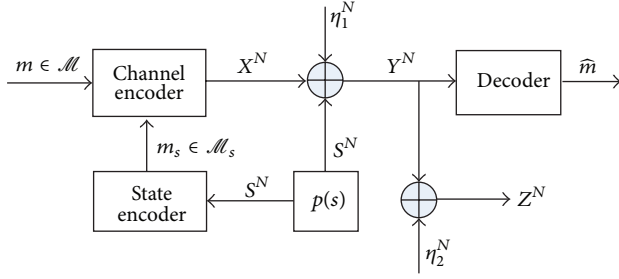 η₁ᴺ
m ∈ ℳ
Channel
encoder
Xᴺ
Yᴺ
Decoder
m̂
mₛ ∈ ℳₛ
Sᴺ
State
encoder
Sᴺ
p(s)
Zᴺ
η₂ᴺ